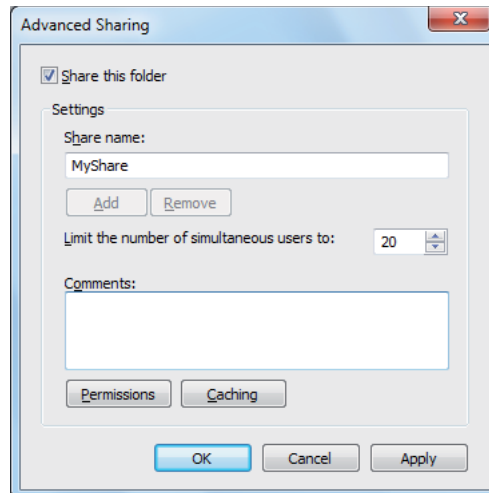 Advanced Sharing
Share this folder
Settings
Share name:
MyShare
Add Remove
Limit the number of simultaneous users to: 20
Comments:
Permissions Caching
OK Cancel Apply